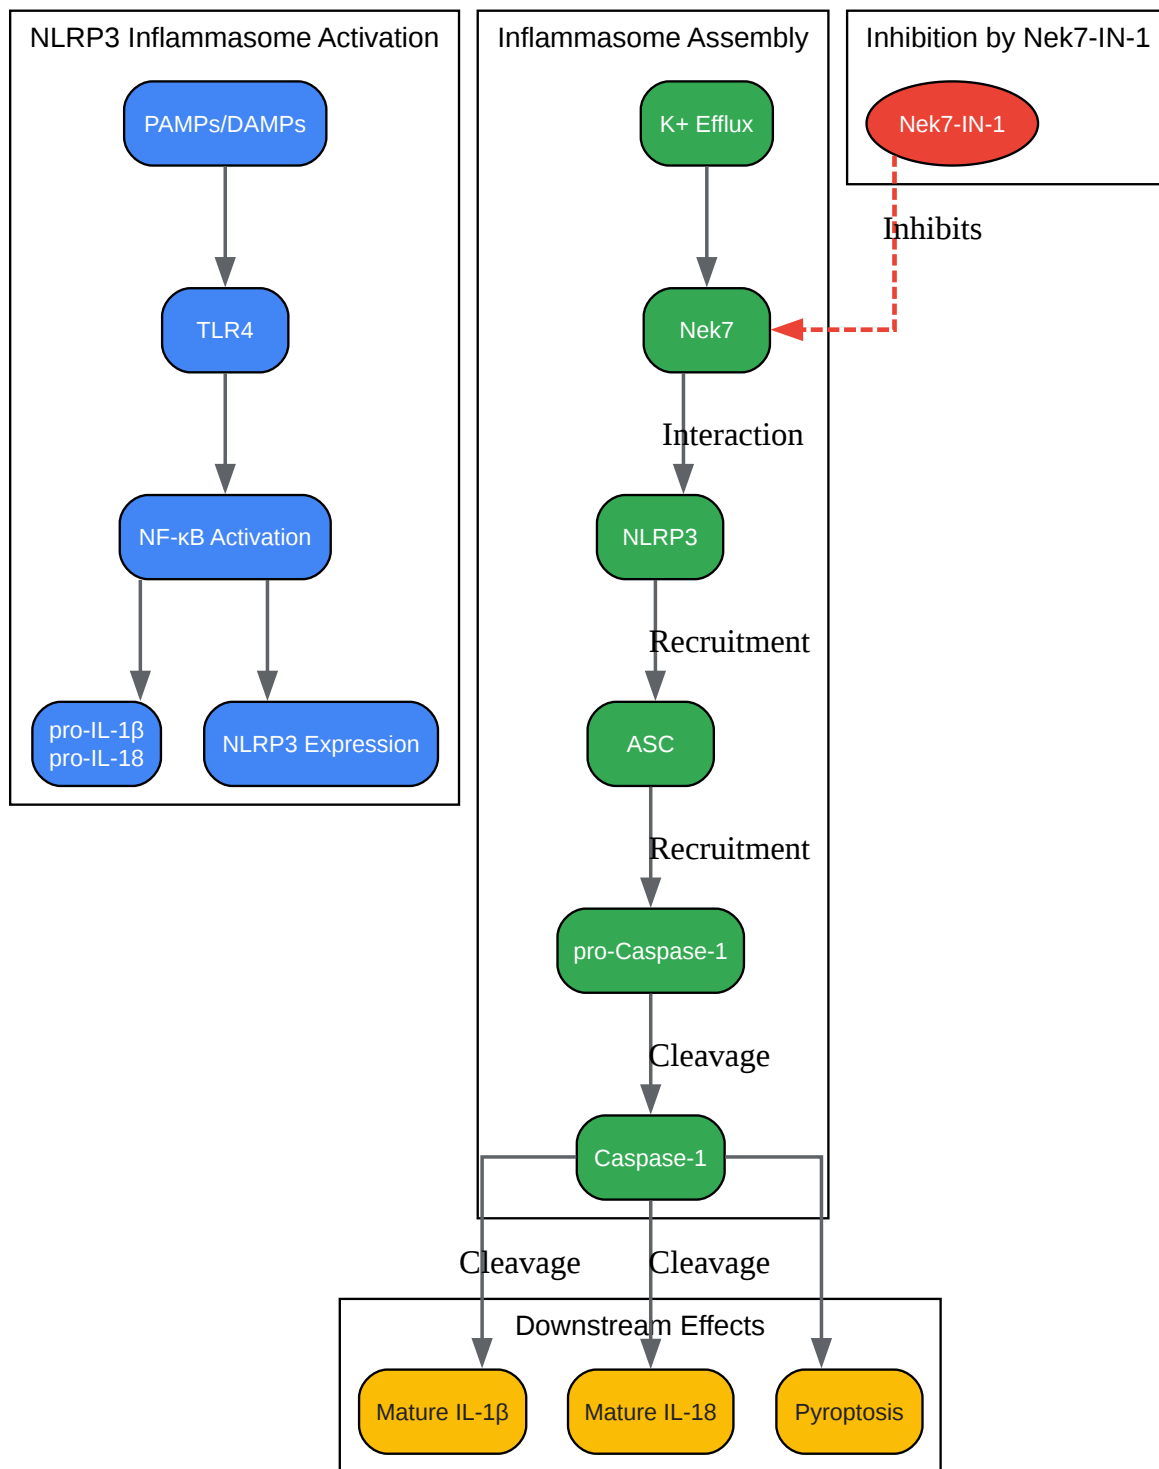 NLRP3 Inflammasome Activation
PAMPs/DAMPs
TLR4
NF-κB Activation
pro-IL-1β
pro-IL-18
NLRP3 Expression
Inflammasome Assembly
K+ Efflux
Nek7
Interaction
NLRP3
Recruitment
ASC
Recruitment
pro-Caspase-1
Cleavage
Caspase-1
Inhibition by Nek7-IN-1
Nek7-IN-1
Inhibits
Cleavage
Cleavage
Downstream Effects
Mature IL-1β
Mature IL-18
Pyroptosis